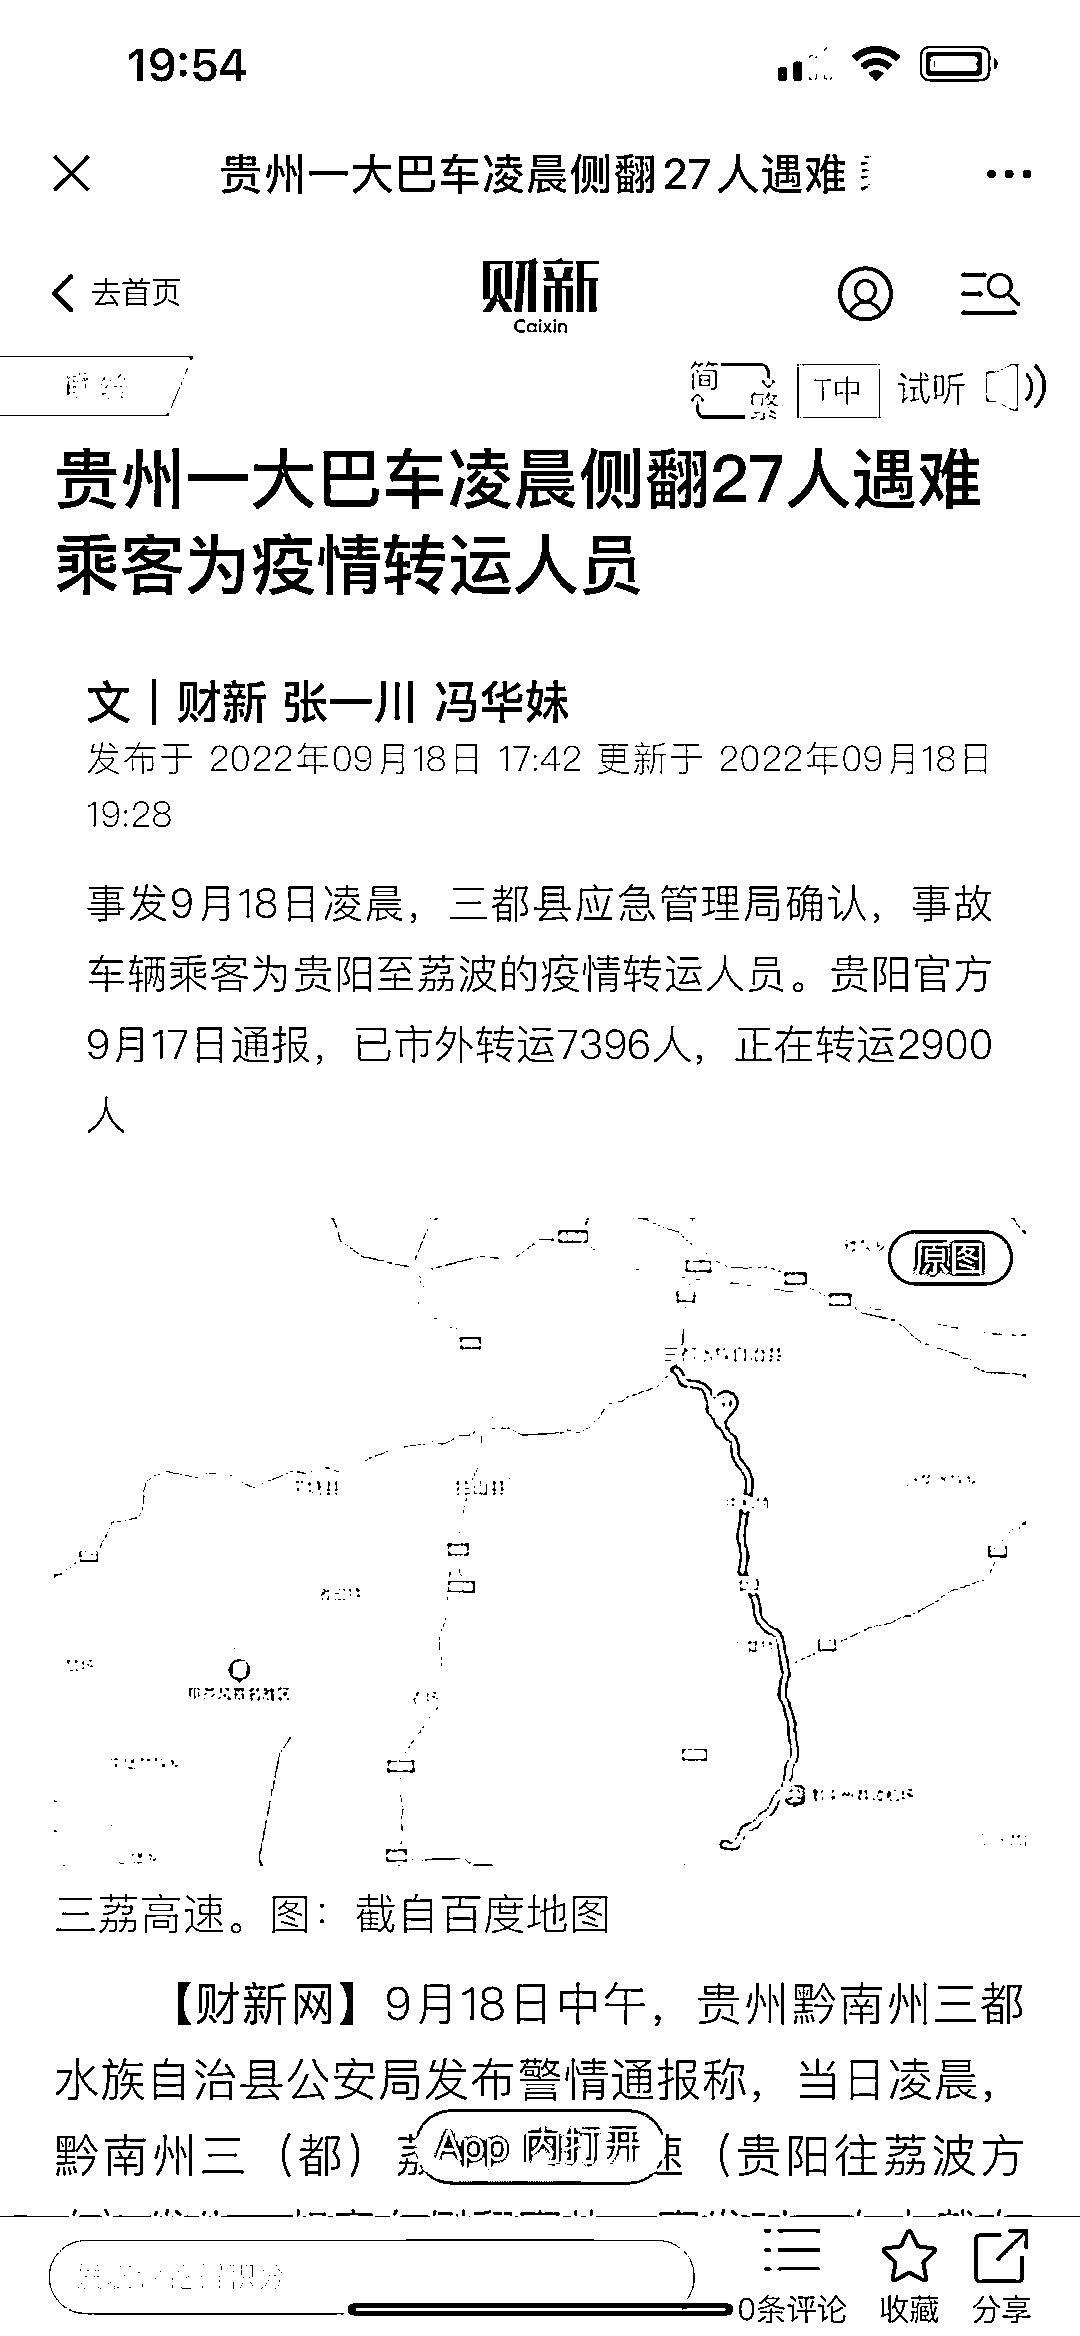 19:54
贵州一大巴车凌晨侧翻27人遇难
去首页
财新
Caixin
简
繁
T中
试听
贵州一大巴车凌晨侧翻27人遇难
乘客为疫情转运人员
文｜财新 张一川 冯华妹
发布于 2022年09月18日 17:42 更新于 2022年09月18日
19:28
事发9月18日凌晨，三都县应急管理局确认，事故
车辆乘客为贵阳至荔波的疫情转运人员。贵阳官方
9月17日通报，已市外转运7396人，正在转运2900
人
原图
三荔高速。图：截自百度地图
【财新网】9月18日中午，贵州黔南州三都
水族自治县公安局发布警情通报称，当日凌晨，
黔南州三（都）荔
速（贵阳往荔波方
App 内打开
0条评论
收藏
分享